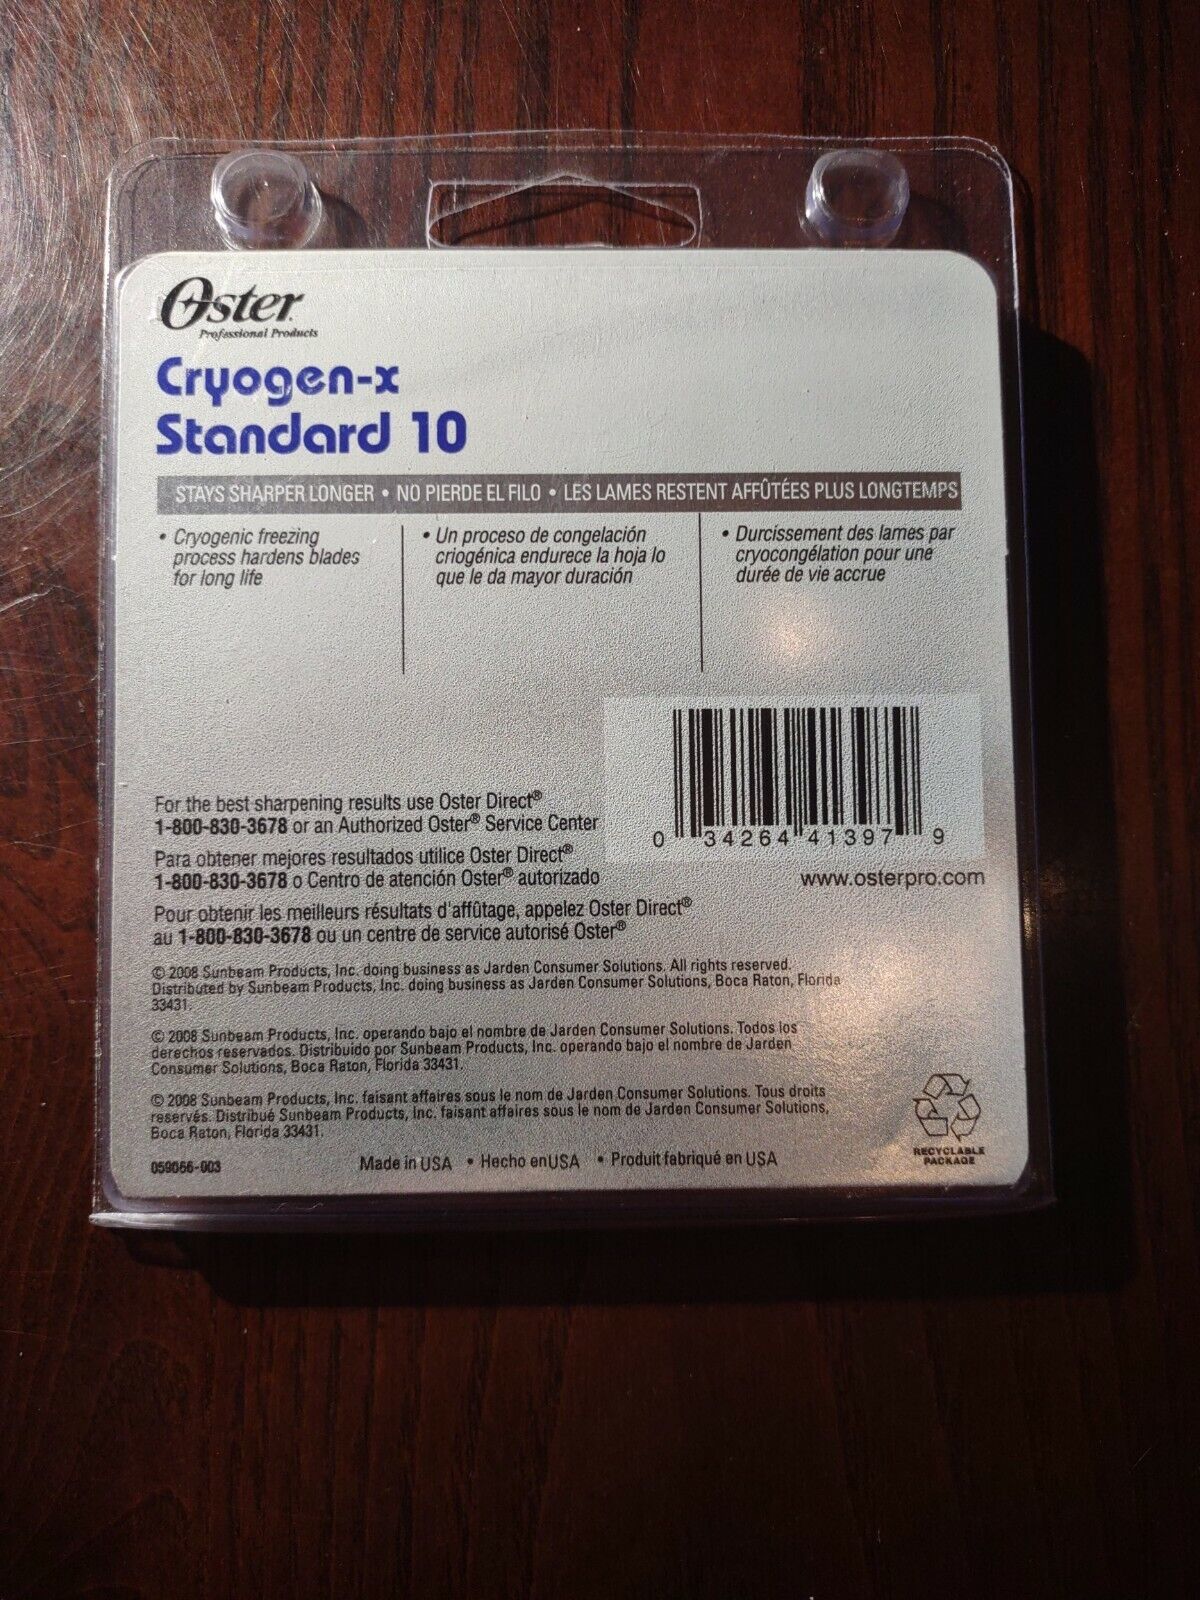 Oster
Professional Products
Cryogen-x
Standard 10
STAYS SHARPER LONGER • NO PIERDE EL FILO • LES LAMES RESTENT AFFÛTÉES PLUS LONGTEMPS
• Cryogenic freezing
process hardens blades
for long life
• Un proceso de congelación
criogénica endurece la hoja lo
que le da mayor duración
• Durcissement des lames par
cryocongélation pour une
durée de vie accrue
0 34264 41397 9
www.osterpro.com
For the best sharpening results use Oster Direct®
1-800-830-3678 or an Authorized Oster® Service Center
Para obtener mejores resultados utilice Oster Direct®
1-800-830-3678 o Centro de atención Oster® autorizado
Pour obtenir les meilleurs résultats d'affûtage, appelez Oster Direct®
au 1-800-830-3678 ou un centre de service autorisé Oster®
© 2008 Sunbeam Products, Inc. doing business as Jarden Consumer Solutions. All rights reserved.
Distributed by Sunbeam Products, Inc. doing business as Jarden Consumer Solutions, Boca Raton, Florida
33431.
© 2008 Sunbeam Products, Inc. operando bajo el nombre de Jarden Consumer Solutions. Todos los
derechos reservados. Distribuido por Sunbeam Products, Inc. operando bajo el nombre de Jarden
Consumer Solutions, Boca Raton, Florida 33431.
© 2008 Sunbeam Products, Inc. faisant affaires sous le nom de Jarden Consumer Solutions. Tous droits
reservés. Distribué Sunbeam Products, Inc. faisant affaires sous le nom de Jarden Consumer Solutions,
Boca Raton, Florida 33431.
RECYCLABLE
PACKAGE
059066-003
Made in USA • Hecho en USA • Produit fabriqué en USA